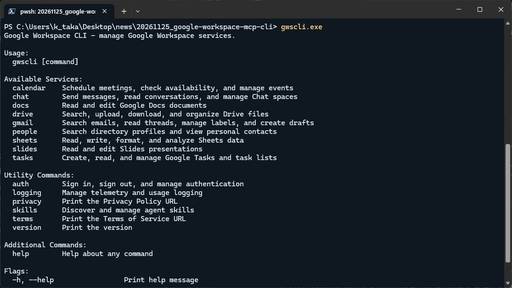 pwsh: 20261125_google-wor
PS C:\Users\k_taka\Desktop\news\20261125_google-workspace-mcp-cli> gwscli.exe
Google Workspace CLI - manage Google Workspace services.
Usage:
gwscli [command]
Available Services:
calendar Schedule meetings, check availability, and manage events
chat Send messages, read conversations, and manage Chat spaces
docs Read and edit Google Docs documents
drive Search, upload, download, and organize Drive files
gmail Search emails, read threads, manage labels, and create drafts
people Search directory profiles and view personal contacts
sheets Read, write, format, and analyze Sheets data
slides Read and edit Slides presentations
tasks Create, read, and manage Google Tasks and task lists
Utility Commands:
auth Sign in, sign out, and manage authentication
logging Manage telemetry and usage logging
privacy Print the Privacy Policy URL
skills Discover and manage agent skills
terms Print the Terms of Service URL
version Print the version
Additional Commands:
help Help about any command
Flags:
-h, --help Print help message